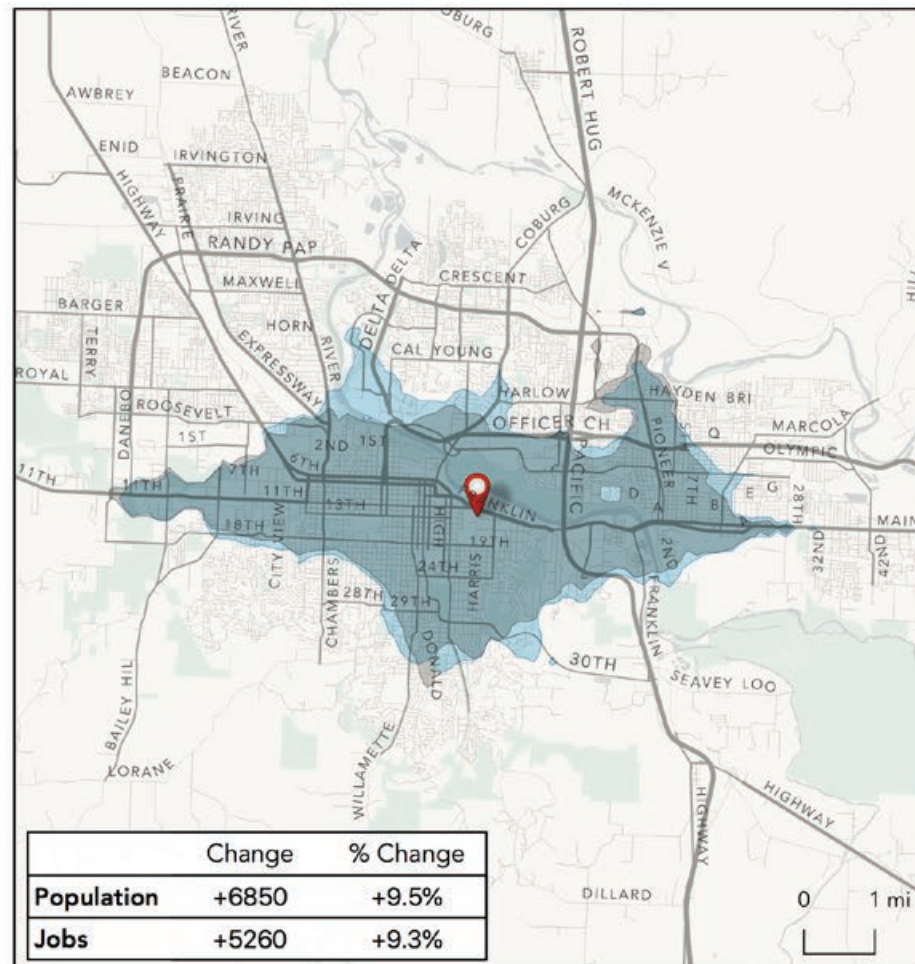 COBURG
RIVER
ROBERT HUG
BEACON
AWBREY
RIVER
ENID
IRVINGTON
HIGHWAY
PRAIRIE
MCKENZIE V
IRVING
COBURG
RANDY PAP
DELTA
CRESCENT
MAXWELL
BARGER
DELTA
HORN
TERRY
EXPRESSWAY
RIVER
CAL YOUNG
ROYAL
HARLOW
HAYDEN BRI
DANEBO
ROOSEVELT
OFFICER CH
MARCOLA
1ST
2ND
1ST
PACIFIC
PIONEER
Q
OLYMPIC
11TH
7TH
6TH
11TH
11TH
13TH
FRANKLIN
D
A
B
E
G
28TH
MAIN
18TH
CITY VIEW
HIGH
19TH
2ND
32ND
42ND
24TH
HARRIS
CHAMBERS
28TH
29TH
FRANKLIN
DONALD
30TH
SEAVEY LOO
BAILEY HIL
WILLAMETTE
LORANE
HIGHWAY
HIGHWAY
DILLARD
Change % Change
Population +6850 +9.5%
Jobs +5260 +9.3%
0 1 mi